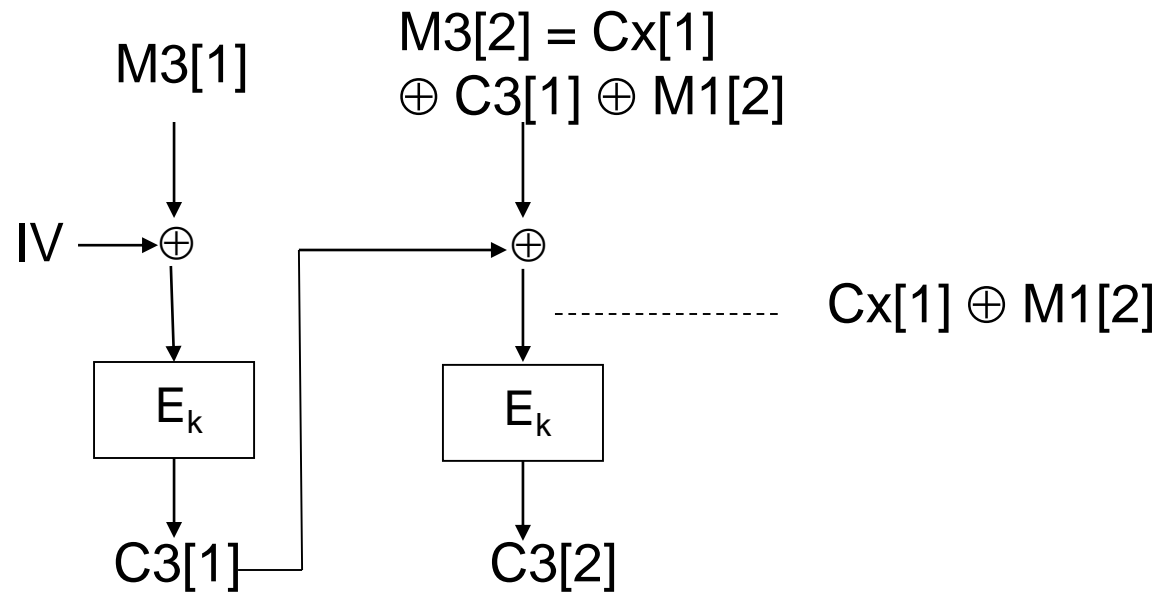 M3[1]
M3[2] = Cx[1]
⊕ C3[1] ⊕ M1[2]
IV
⊕
⊕
Cx[1] ⊕ M1[2]
Eₖ
Eₖ
C3[1]
C3[2]